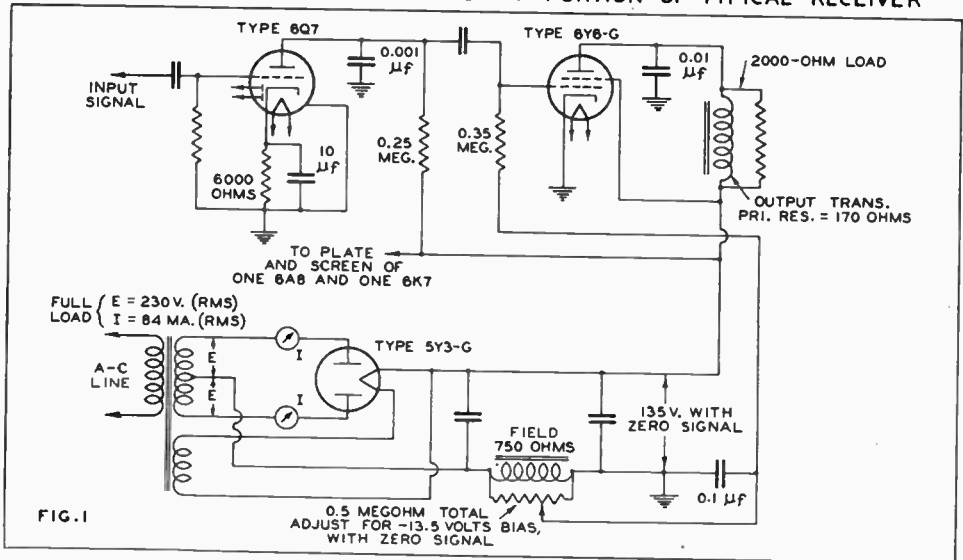 PORTION OF TYPICAL RECEIVER
TYPE 6Q7
0.001
µf
TYPE 6Y6-G
0.01
µf
2000-OHM LOAD
INPUT
SIGNAL
10
µf
6000
OHMS
0.25
MEG.
0.35
MEG.
OUTPUT TRANS.
PRI. RES. = 170 OHMS
TO PLATE
AND SCREEN OF
ONE 6A8 AND ONE 6K7
FULL { E = 230 V. (RMS)
LOAD { I = 84 MA. (RMS)
TYPE 5Y3-G
I
A-C
LINE
E
E
I
135 V. WITH
ZERO SIGNAL
FIELD
750 OHMS
0.1 µf
0.5 MEGOHM TOTAL
ADJUST FOR -13.5 VOLTS BIAS,
WITH ZERO SIGNAL
FIG. 1